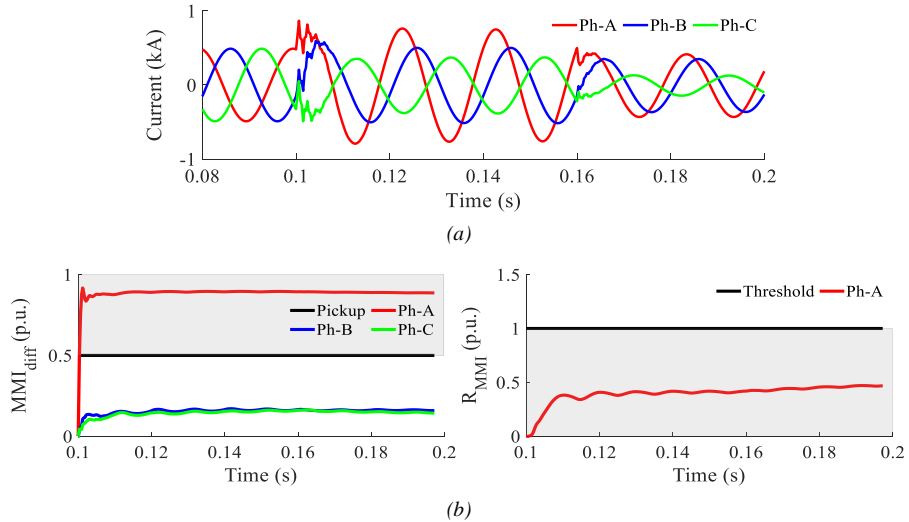 Ph-A Ph-B Ph-C
Current (kA)
1
0
-1
0.08 0.1 0.12 0.14 0.16 0.18 0.2
Time (s)
(a)
MMI_diff (p.u.)
1
0.5
0
Pickup Ph-A
Ph-B Ph-C
0.1 0.12 0.14 0.16 0.18 0.2
Time (s)
R_MMI (p.u.)
1.5
1
0.5
0
Threshold Ph-A
0.1 0.12 0.14 0.16 0.18 0.2
Time (s)
(b)